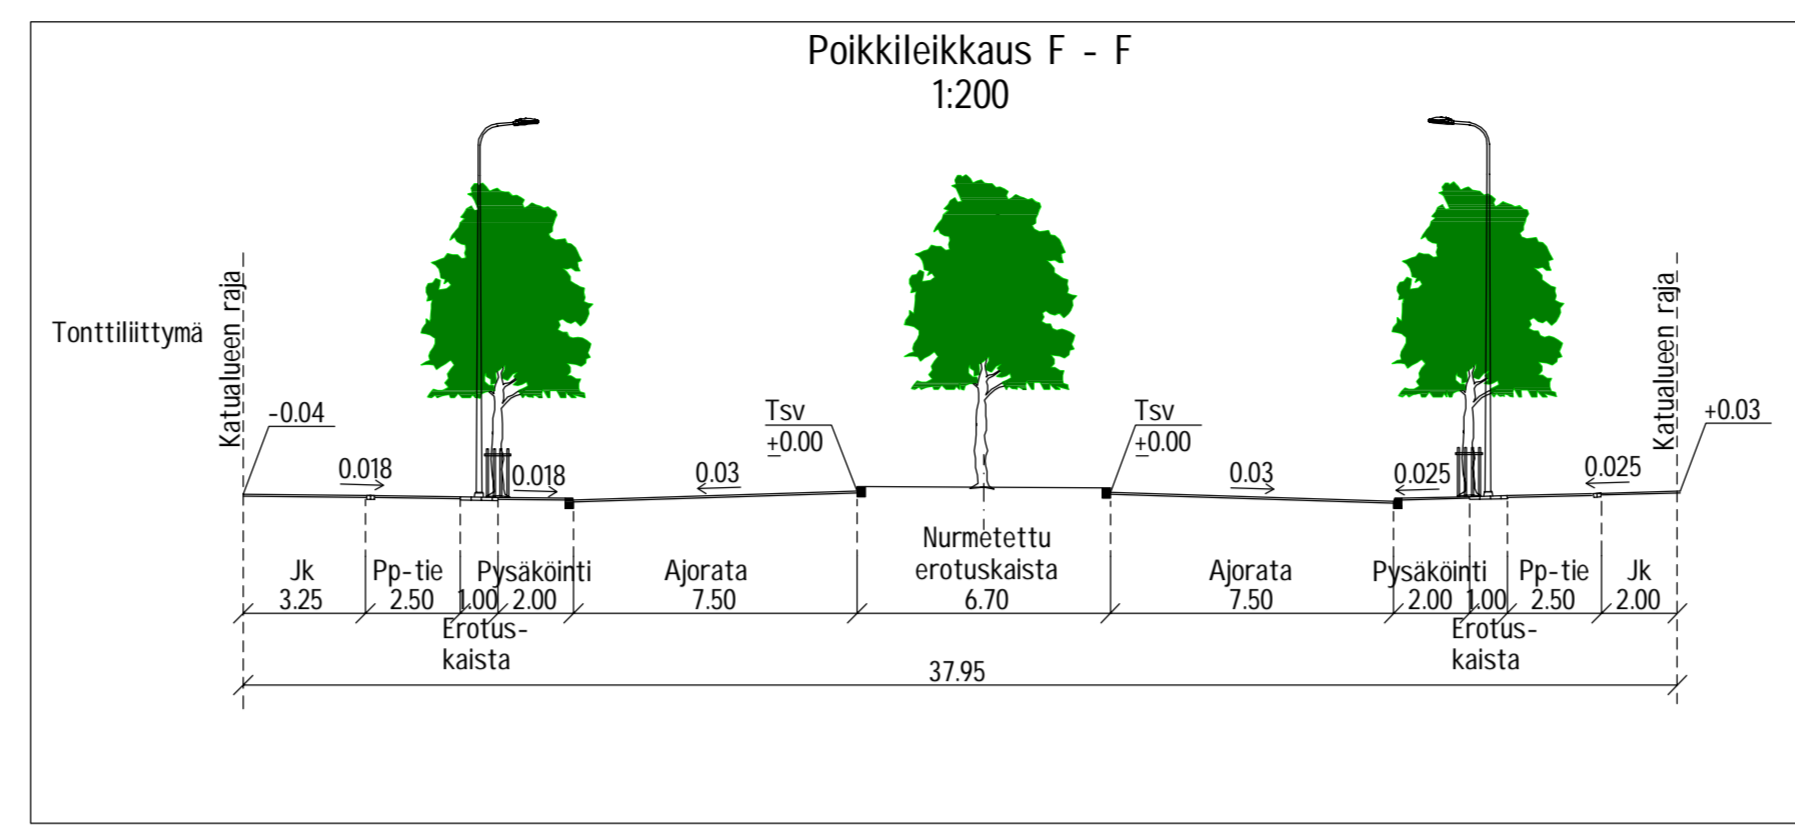 Poikkileikkaus F - F
1:200
Tonttiliittymä
Katualueen raja
Katualueen raja
-0.04
Tsv
±0.00
Tsv
±0.00
+0.03
0.018
0.018
0.03
0.03
0.025
0.025
Nurmetettu
erotuskaista
Jk
Pp-tie
Pysäköinti
Ajorata
Ajorata
Pysäköinti
Pp-tie
Jk
3.25
2.50
1.00
2.00
7.50
6.70
7.50
2.00
1.00
2.50
2.00
Erotus-
kaista
Erotus-
kaista
37.95